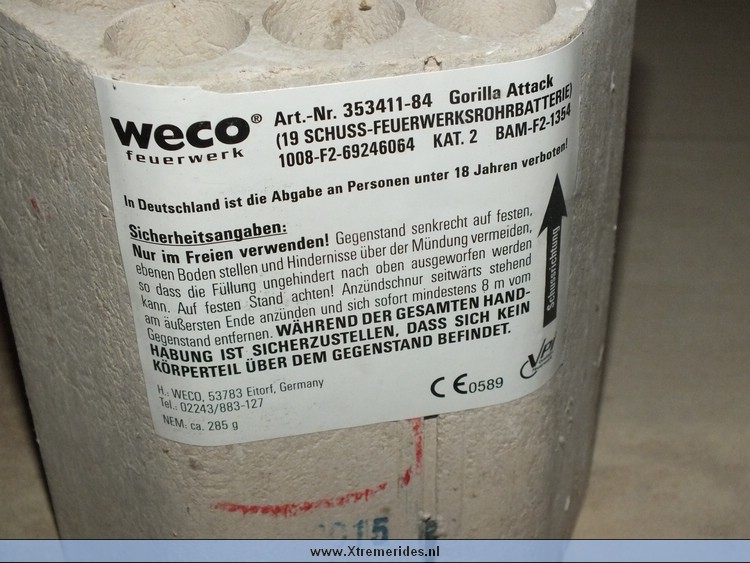 weco®
feuerwerk
Art.-Nr. 353411-84 Gorilla Attack
(19 SCHUSS-FEUERWERKSROHRBATTERIE)
1008-F2-69246064 KAT. 2 BAM-F2-1354
In Deutschland ist die Abgabe an Personen unter 18 Jahren verboten!
Sicherheitsangaben:
Nur im Freien verwenden! Gegenstand senkrecht auf festen,
ebenen Boden stellen und Hindernisse über der Mündung vermeiden,
so dass die Füllung ungehindert nach oben ausgeworfen werden
kann. Auf festen Stand achten! Anzündschnur seitwärts stehend
am äußersten Ende anzünden und sich sofort mindestens 8 m vom
Gegenstand entfernen. WÄHREND DER GESAMTEN HAND-
HABUNG IST SICHERZUSTELLEN, DASS SICH KEIN
KÖRPERTEIL ÜBER DEM GEGENSTAND BEFINDET.
Schussrichtung
H.: WECO, 53783 Eitorf, Germany
Tel.: 02243/883-127
NEM: ca. 285 g
CE0589
VPI
15
www.Xtremerides.nl